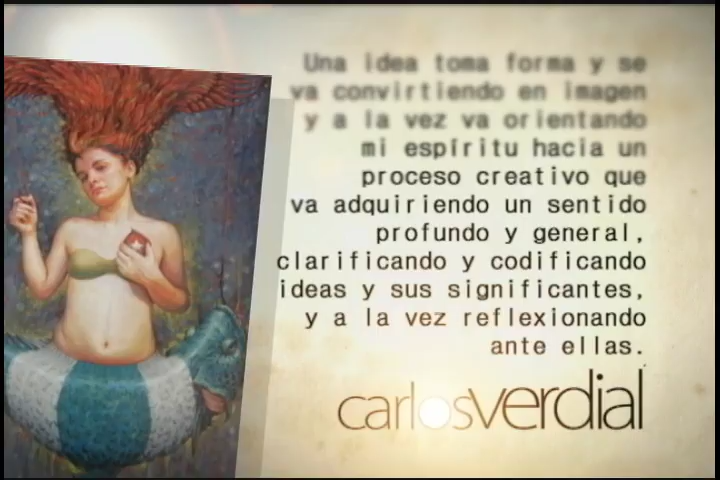 Una idea toma forma y se
va convirtiendo en imagen
y a la vez va orientando
mi espíritu hacia un
proceso creativo que
va adquiriendo un sentido
profundo y general,
clarificando y codificando
ideas y sus significantes,
y a la vez reflexionando
ante ellas.
carlosverdial